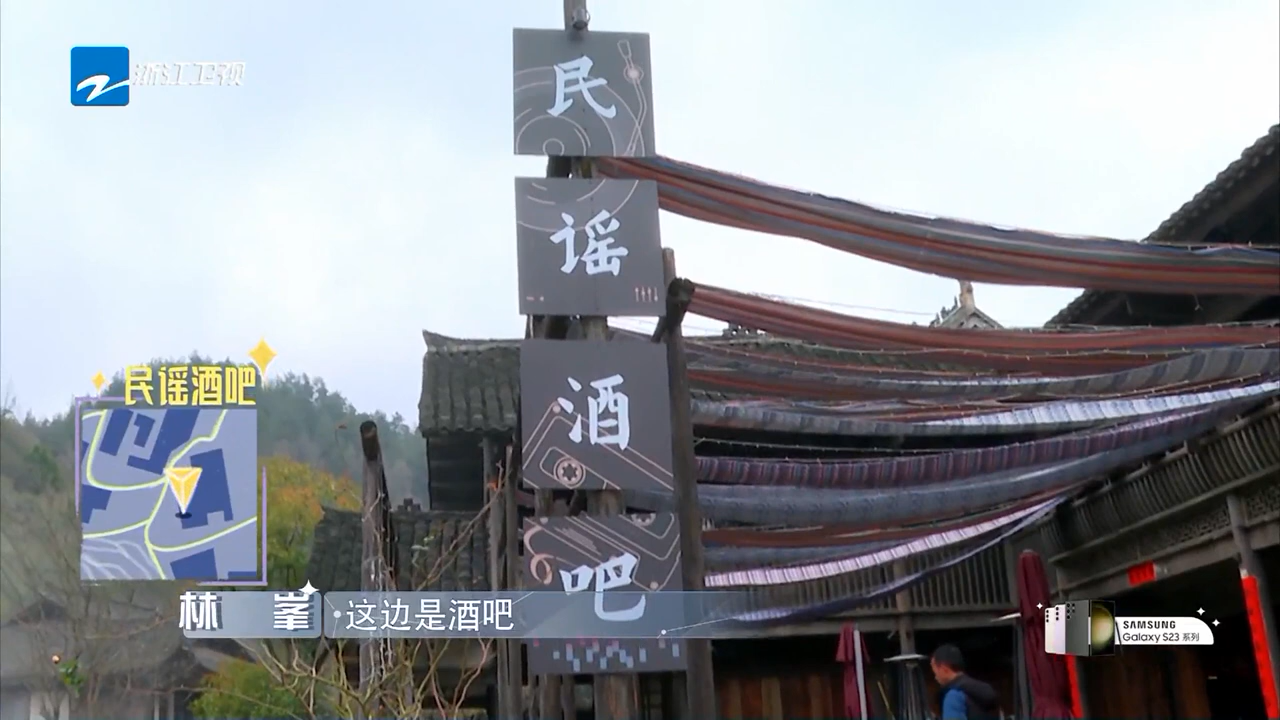 浙江卫视
民
谣
酒
吧
民谣酒吧
林峯 这边是酒吧
SAMSUNG
Galaxy S23 系列